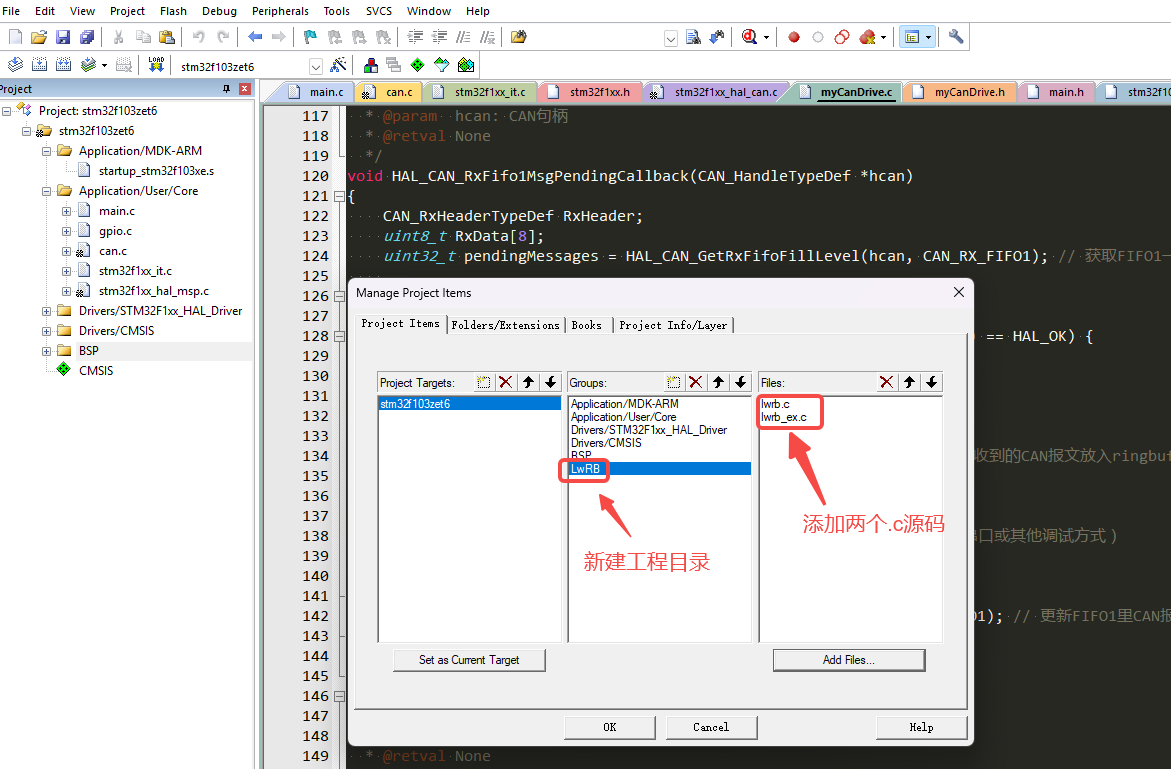 File Edit View Project Flash Debug Peripherals Tools SVCS Window Help
LOAD stm32f103zet6
Project
main.c can.c stm32f1xx_it.c stm32f1xx.h stm32f1xx_hal_can.c myCanDrive.c myCanDrive.h main.h stm32f10
Project: stm32f103zet6
stm32f103zet6
Application/MDK-ARM
startup_stm32f103xe.s
Application/User/Core
main.c
gpio.c
can.c
stm32f1xx_it.c
stm32f1xx_hal_msp.c
Drivers/STM32F1xx_HAL_Driver
Drivers/CMSIS
BSP
CMSIS
117 * @param hcan: CAN句柄
118 * @retval None
119 */
120 void HAL_CAN_RxFifo1MsgPendingCallback(CAN_HandleTypeDef *hcan)
121 {
122 CAN_RxHeaderTypeDef RxHeader;
123 uint8_t RxData[8];
124 uint32_t pendingMessages = HAL_CAN_GetRxFifoFillLevel(hcan, CAN_RX_FIFO1); // 获取FIFO1
125
126
127
128 == HAL_OK) {
129
130
131
132
133
134 收到的CAN报文放入ringbu
135
136
137
138 口或其他调试方式)
139
140
141
142 1); // 更新FIFO1里CAN报
143
144
145
146
147
148
149 * @retval None
Manage Project Items
Project Items Folders/Extensions Books Project Info/Layer
Project Targets:
stm32f103zet6
Set as Current Target
Groups:
Application/MDK-ARM
Application/User/Core
Drivers/STM32F1xx_HAL_Driver
Drivers/CMSIS
BSP
LwRB
新建工程目录
Files:
lwrb.c
lwrb_ex.c
添加两个.c源码
Add Files...
OK Cancel Help